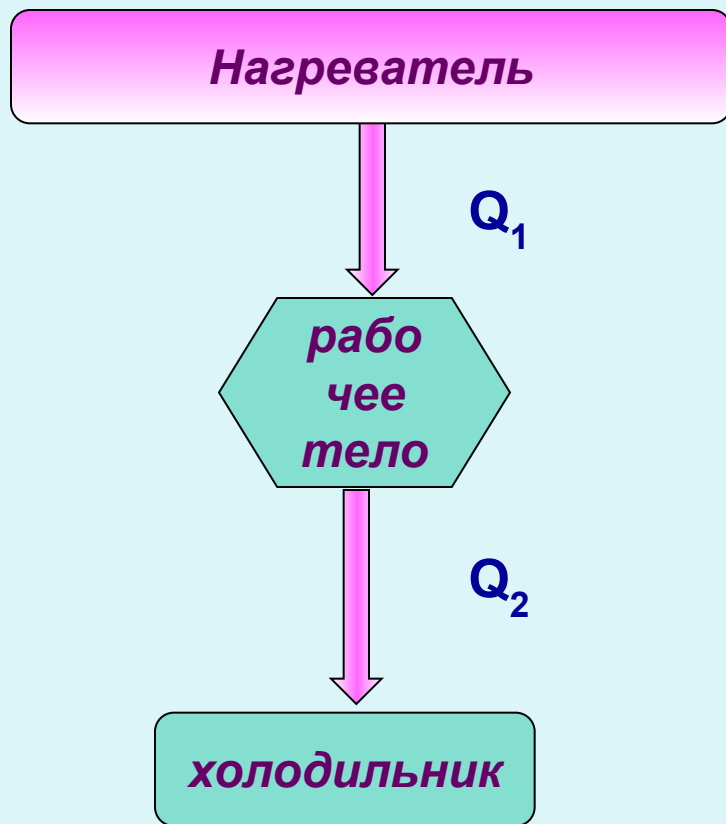 Нагреватель
Q₁
рабо
чее
тело
Q₂
холодильник